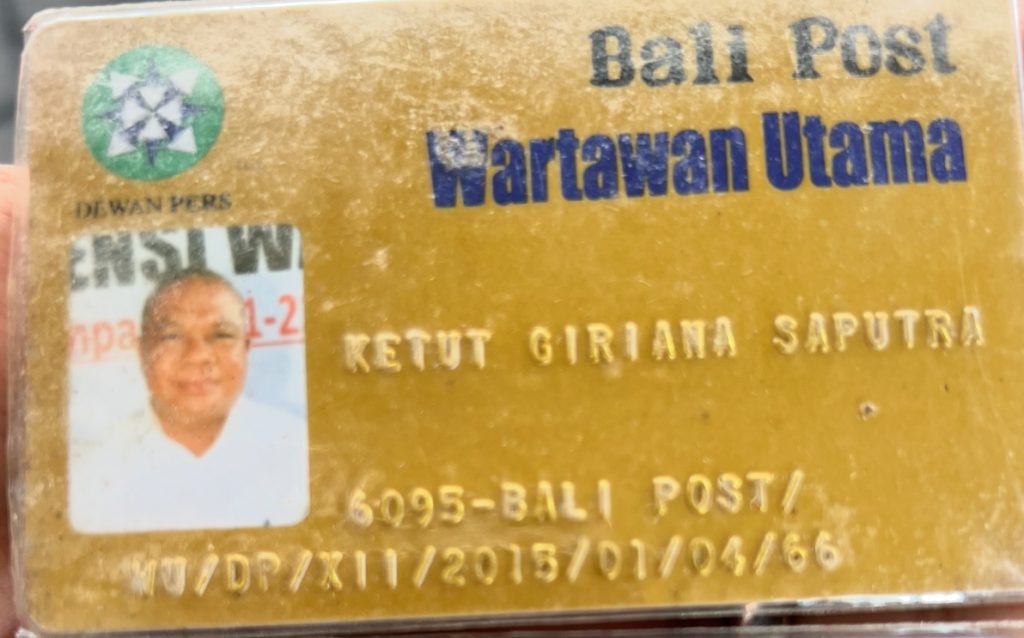 Bali Post
Wartawan Utama
DEWAN PERS
KETUT GIRIANA SAPUTRA
6095-BALI POST/
WU/DP/XII/2015/01/04/66